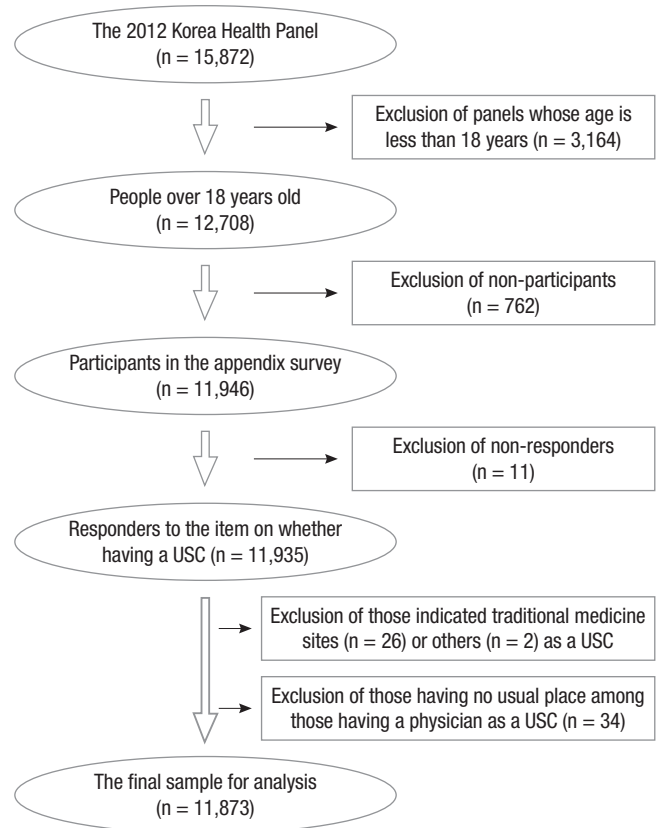 The 2012 Korea Health Panel
(n = 15,872)
Exclusion of panels whose age is
less than 18 years (n = 3,164)
People over 18 years old
(n = 12,708)
Exclusion of non-participants
(n = 762)
Participants in the appendix survey
(n = 11,946)
Exclusion of non-responders
(n = 11)
Responders to the item on whether
having a USC (n = 11,935)
Exclusion of those indicated traditional medicine
sites (n = 26) or others (n = 2) as a USC
Exclusion of those having no usual place among
those having a physician as a USC (n = 34)
The final sample for analysis
(n = 11,873)